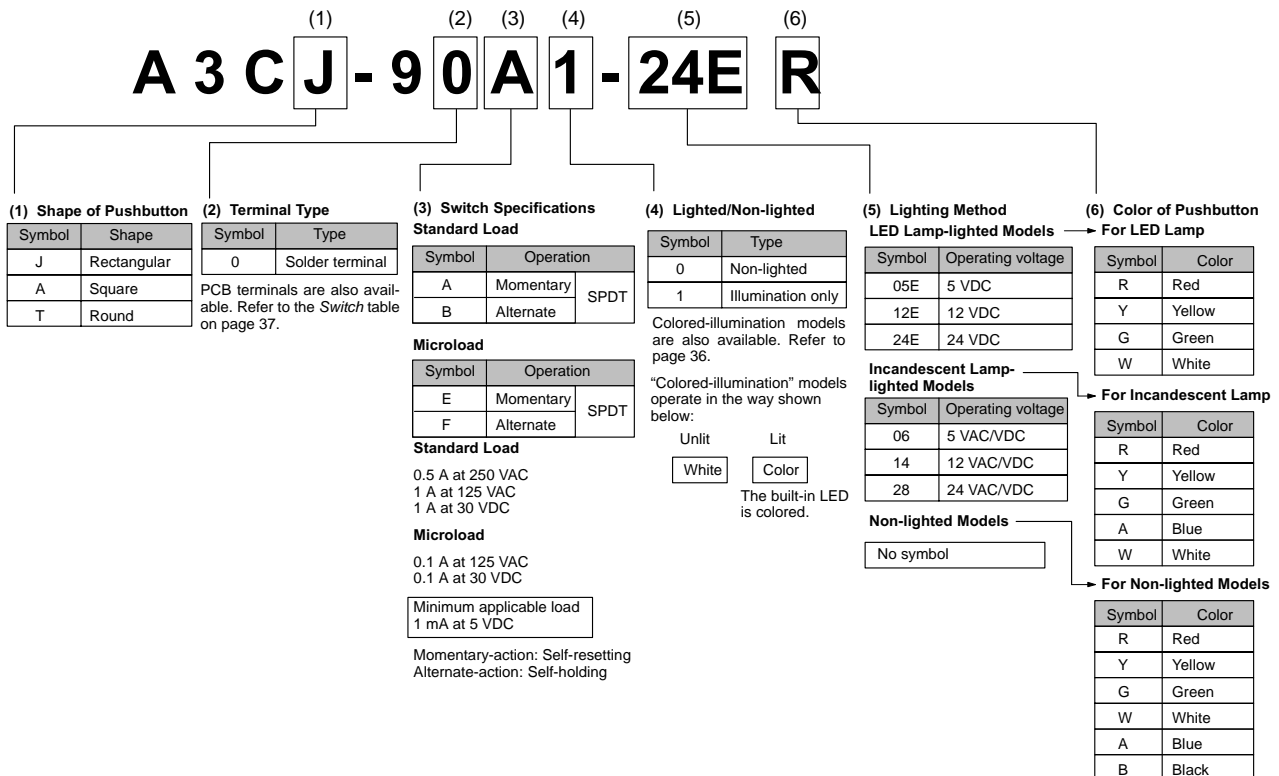 (1) (2) (3) (4) (5) (6)
A 3 C J - 9 0 A 1 - 24E R
(1) Shape of Pushbutton
Symbol Shape
J Rectangular
A Square
T Round
(2) Terminal Type
Symbol Type
0 Solder terminal
PCB terminals are also avail-
able. Refer to the Switch table
on page 37.
(3) Switch Specifications
Standard Load
Symbol Operation
A Momentary SPDT
B Alternate
Microload
Symbol Operation
E Momentary SPDT
F Alternate
Standard Load
0.5 A at 250 VAC
1 A at 125 VAC
1 A at 30 VDC
Microload
0.1 A at 125 VAC
0.1 A at 30 VDC
Minimum applicable load
1 mA at 5 VDC
Momentary-action: Self-resetting
Alternate-action: Self-holding
(4) Lighted/Non-lighted
Symbol Type
0 Non-lighted
1 Illumination only
Colored-illumination models
are also available. Refer to
page 36.
“Colored-illumination” models
operate in the way shown
below:
Unlit Lit
White Color
The built-in LED
is colored.
(5) Lighting Method
LED Lamp-lighted Models
Symbol Operating voltage
05E 5 VDC
12E 12 VDC
24E 24 VDC
Incandescent Lamp-
lighted Models
Symbol Operating voltage
06 5 VAC/VDC
14 12 VAC/VDC
28 24 VAC/VDC
Non-lighted Models
No symbol
(6) Color of Pushbutton
For LED Lamp
Symbol Color
R Red
Y Yellow
G Green
W White
For Incandescent Lamp
Symbol Color
R Red
Y Yellow
G Green
A Blue
W White
For Non-lighted Models
Symbol Color
R Red
Y Yellow
G Green
W White
A Blue
B Black